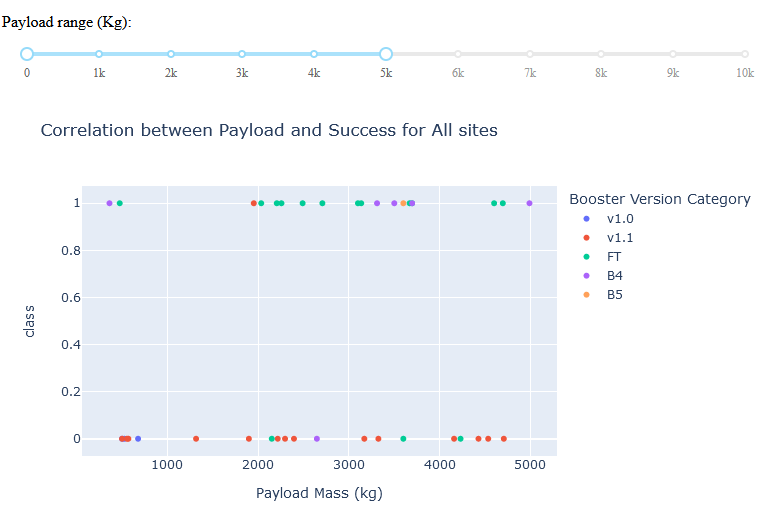 Payload range (Kg):
0 1k 2k 3k 4k 5k 6k 7k 8k 9k 10k
Correlation between Payload and Success for All sites
Booster Version Category
v1.0
v1.1
FT
B4
B5
1
0.8
0.6
0.4
0.2
0
class
1000 2000 3000 4000 5000
Payload Mass (kg)